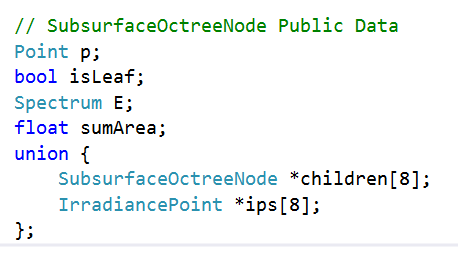 // SubsurfaceOctreeNode Public Data
Point p;
bool isLeaf;
Spectrum E;
float sumArea;
union {
    SubsurfaceOctreeNode *children[8];
    IrradiancePoint *ips[8];
};